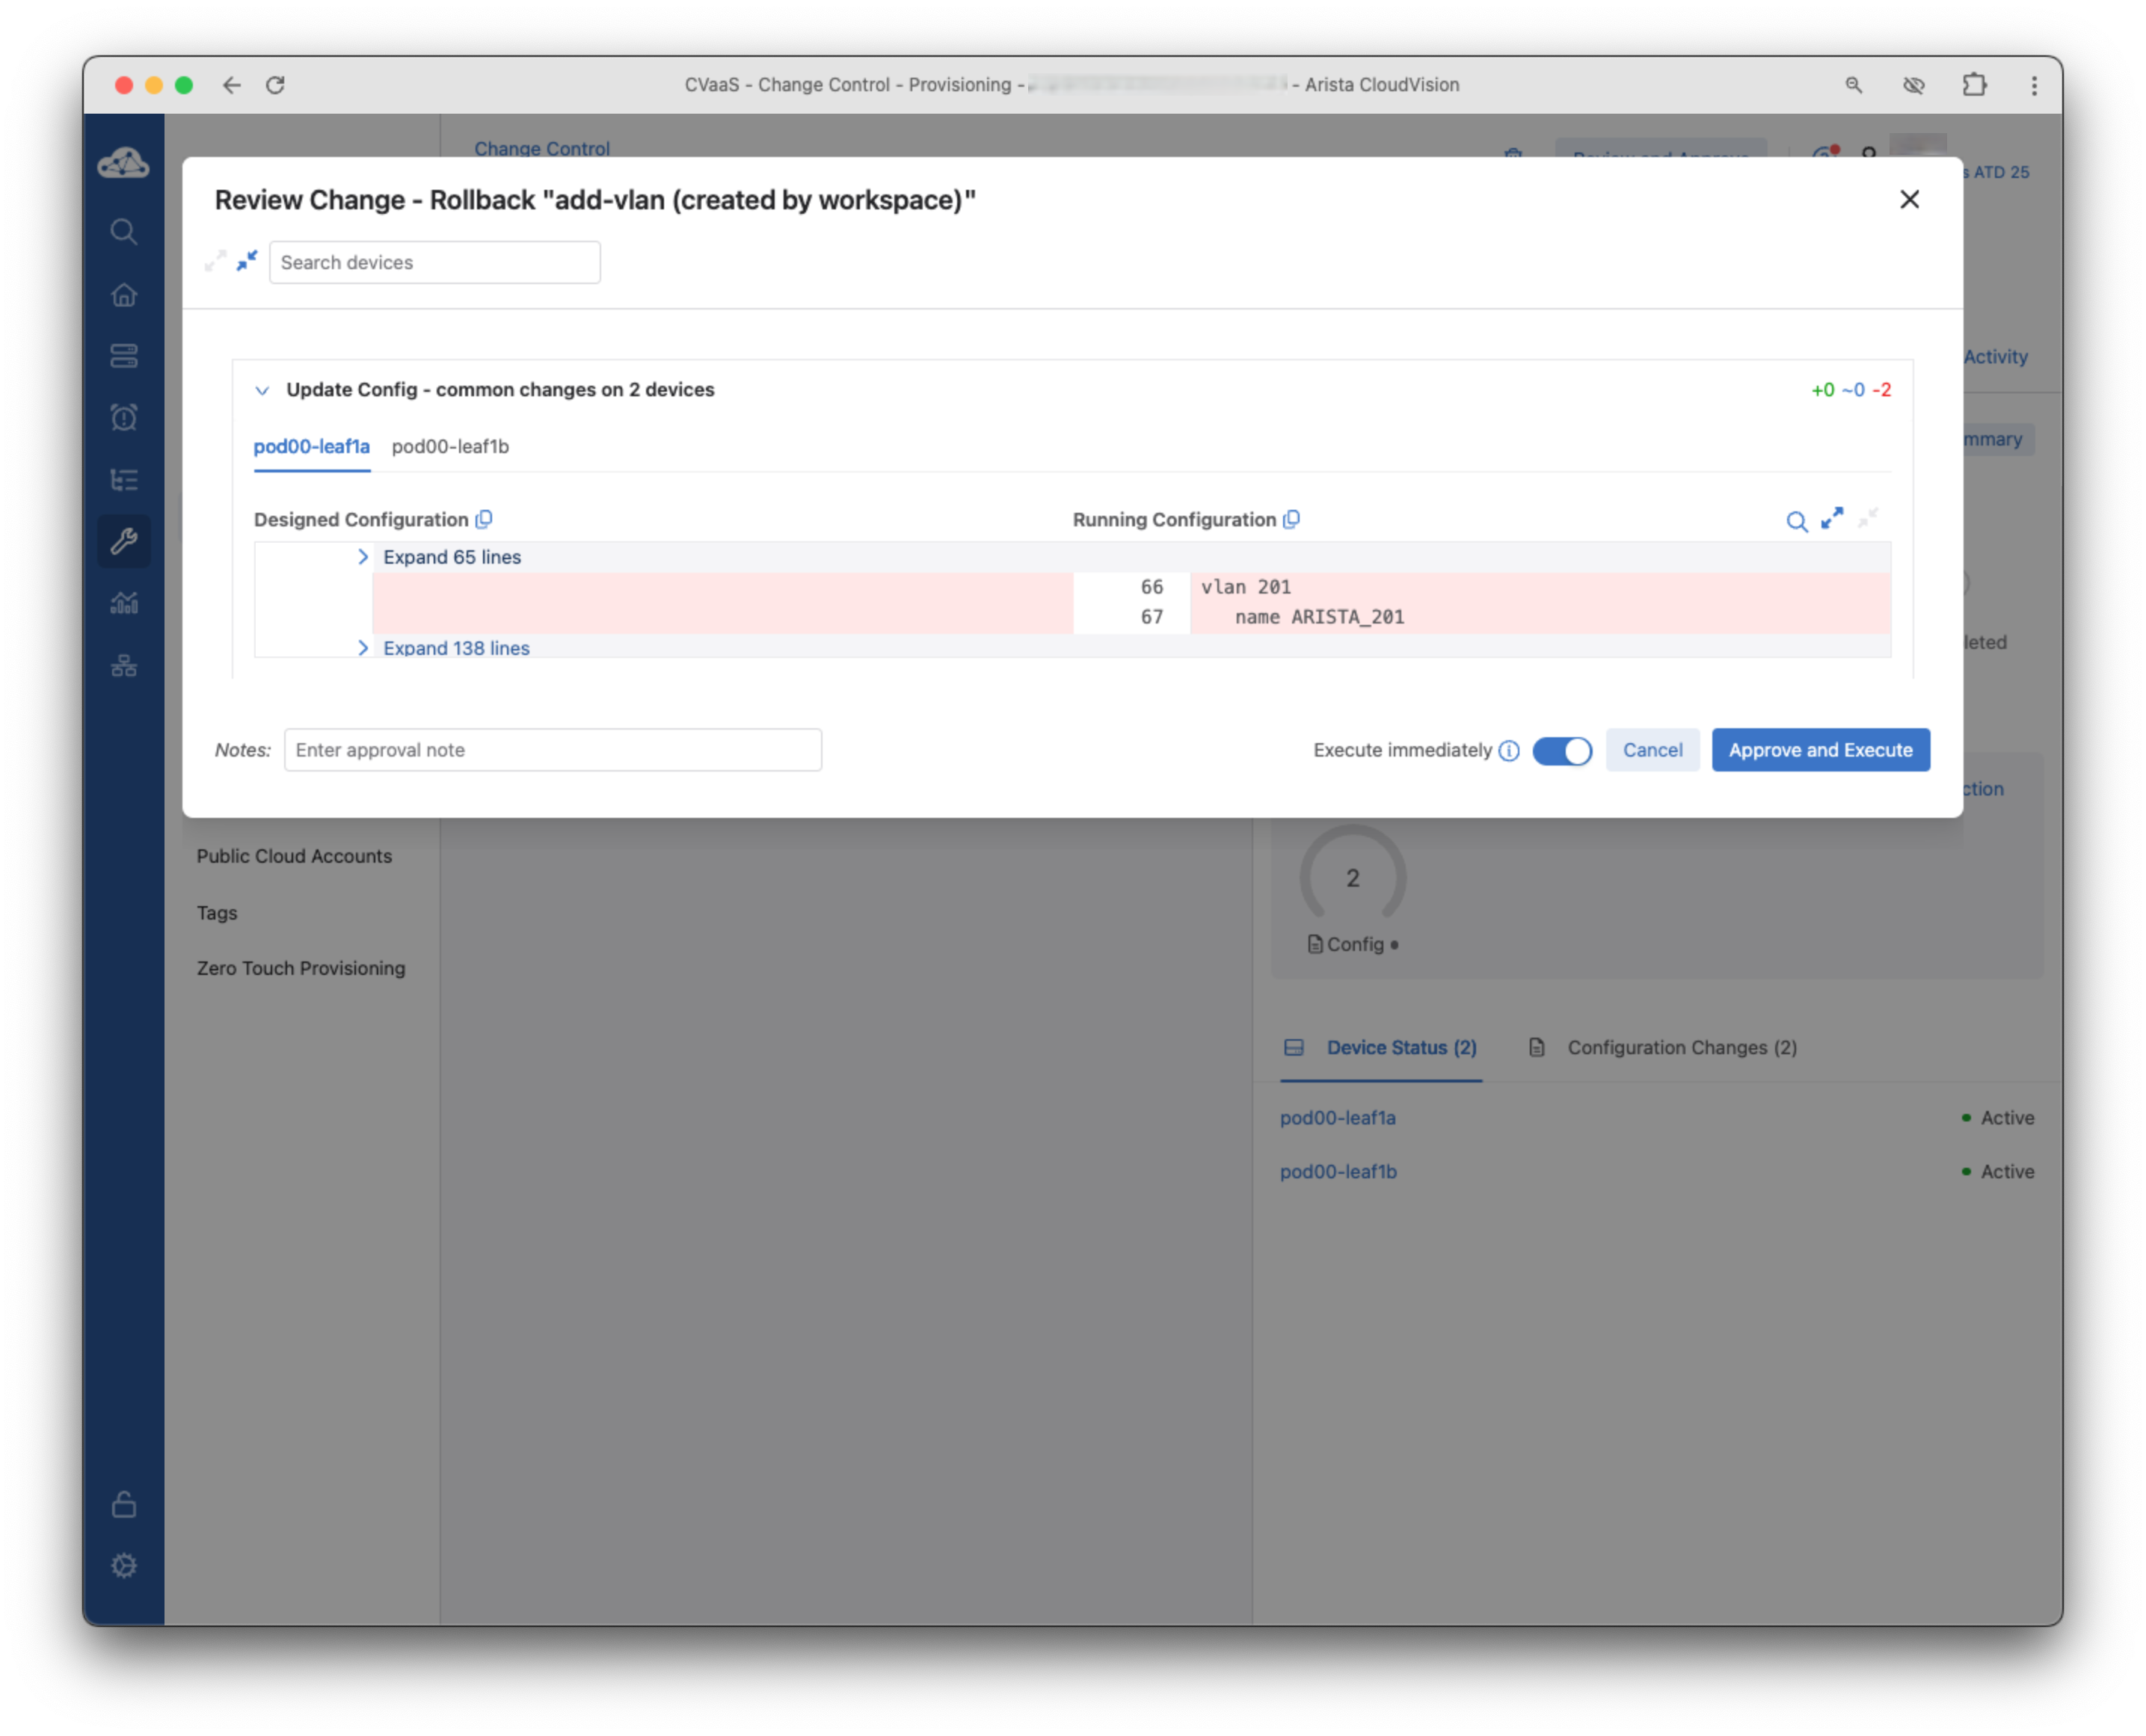 CVaaS - Change Control - Provisioning - - Arista CloudVision
Change Control
s ATD 25
Review Change - Rollback "add-vlan (created by workspace)"
Search devices
Activity
Update Config - common changes on 2 devices
+0 ~0 -2
mmary
pod00-leaf1a pod00-leaf1b
Designed Configuration
Running Configuration
Expand 65 lines
66 vlan 201
67 name ARISTA_201
Expand 138 lines
leted
Notes: Enter approval note
Execute immediately Cancel Approve and Execute
ction
Public Cloud Accounts
2
Tags
Config
Zero Touch Provisioning
Device Status (2) Configuration Changes (2)
pod00-leaf1a Active
pod00-leaf1b Active